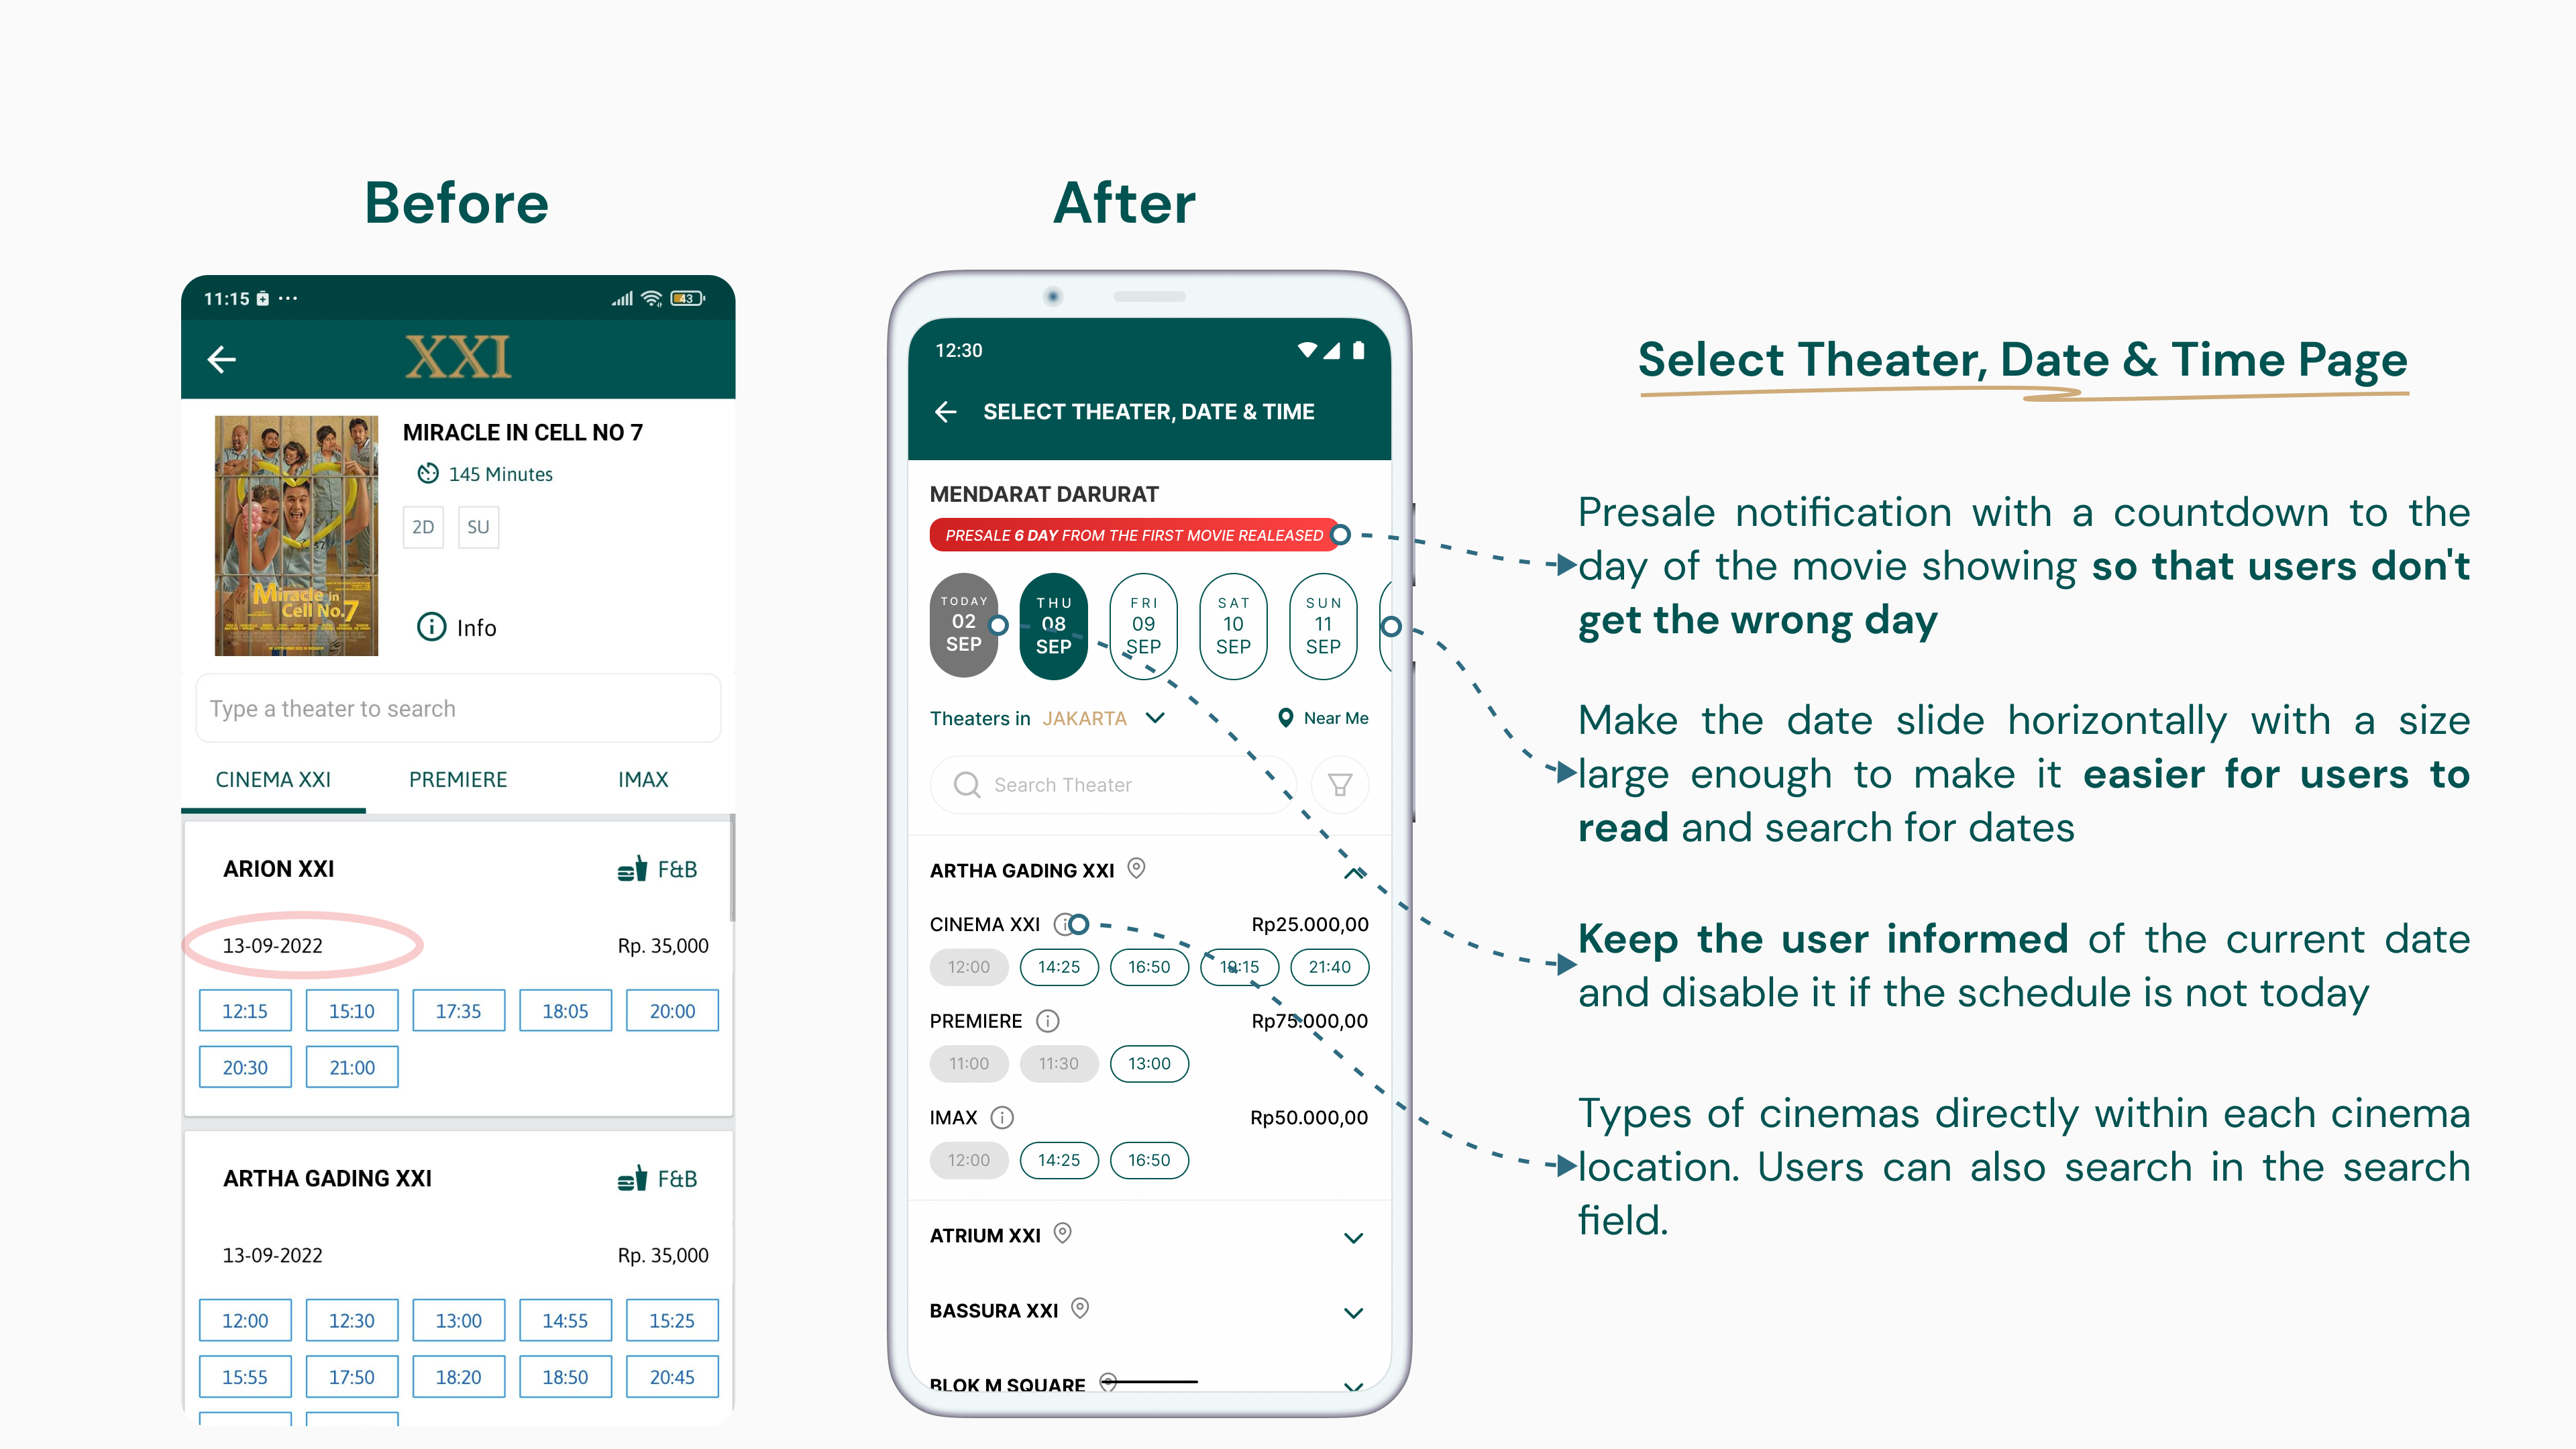 Before
After
11:15
43
XXI
MIRACLE IN CELL NO 7
145 Minutes
2D
SU
Info
Miracle in
Cell No.7
Type a theater to search
CINEMA XXI
PREMIERE
IMAX
ARION XXI
F&B
13-09-2022
Rp. 35,000
12:15
15:10
17:35
18:05
20:00
20:30
21:00
ARTHA GADING XXI
F&B
13-09-2022
Rp. 35,000
12:00
12:30
13:00
14:55
15:25
15:55
17:50
18:20
18:50
20:45
12:30
SELECT THEATER, DATE & TIME
MENDARAT DARURAT
PRESALE 6 DAY FROM THE FIRST MOVIE REALEASED
TODAY
02
SEP
THU
08
SEP
FRI
09
SEP
SAT
10
SEP
SUN
11
SEP
Theaters in JAKARTA
Near Me
Search Theater
ARTHA GADING XXI
CINEMA XXI
Rp25.000,00
12:00
14:25
16:50
19:15
21:40
PREMIERE
Rp75.000,00
11:00
11:30
13:00
IMAX
Rp50.000,00
12:00
14:25
16:50
ATRIUM XXI
BASSURA XXI
BLOK M SQUARE
Select Theater, Date & Time Page
Presale notification with a countdown to the
day of the movie showing so that users don't
get the wrong day
Make the date slide horizontally with a size
large enough to make it easier for users to
read and search for dates
Keep the user informed of the current date
and disable it if the schedule is not today
Types of cinemas directly within each cinema
location. Users can also search in the search
field.